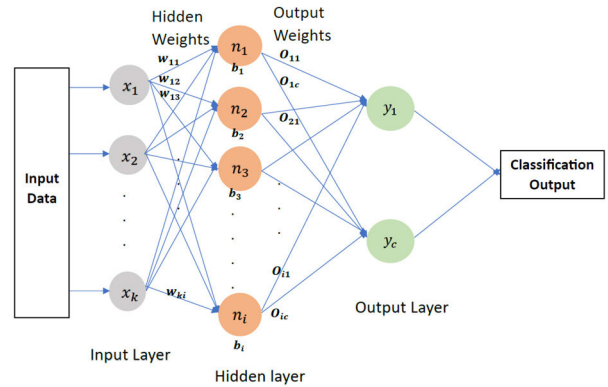 Hidden
Weights
Output
Weights
Input
Data
x₁
x₂
xₖ
w₁₁
w₁₂
w₁₃
wₖᵢ
n₁
b₁
n₂
b₂
n₃
b₃
nᵢ
bᵢ
O₁₁
O₁c
O₂₁
Oᵢ₁
Oᵢc
y₁
yc
Classification
Output
Input Layer
Hidden layer
Output Layer